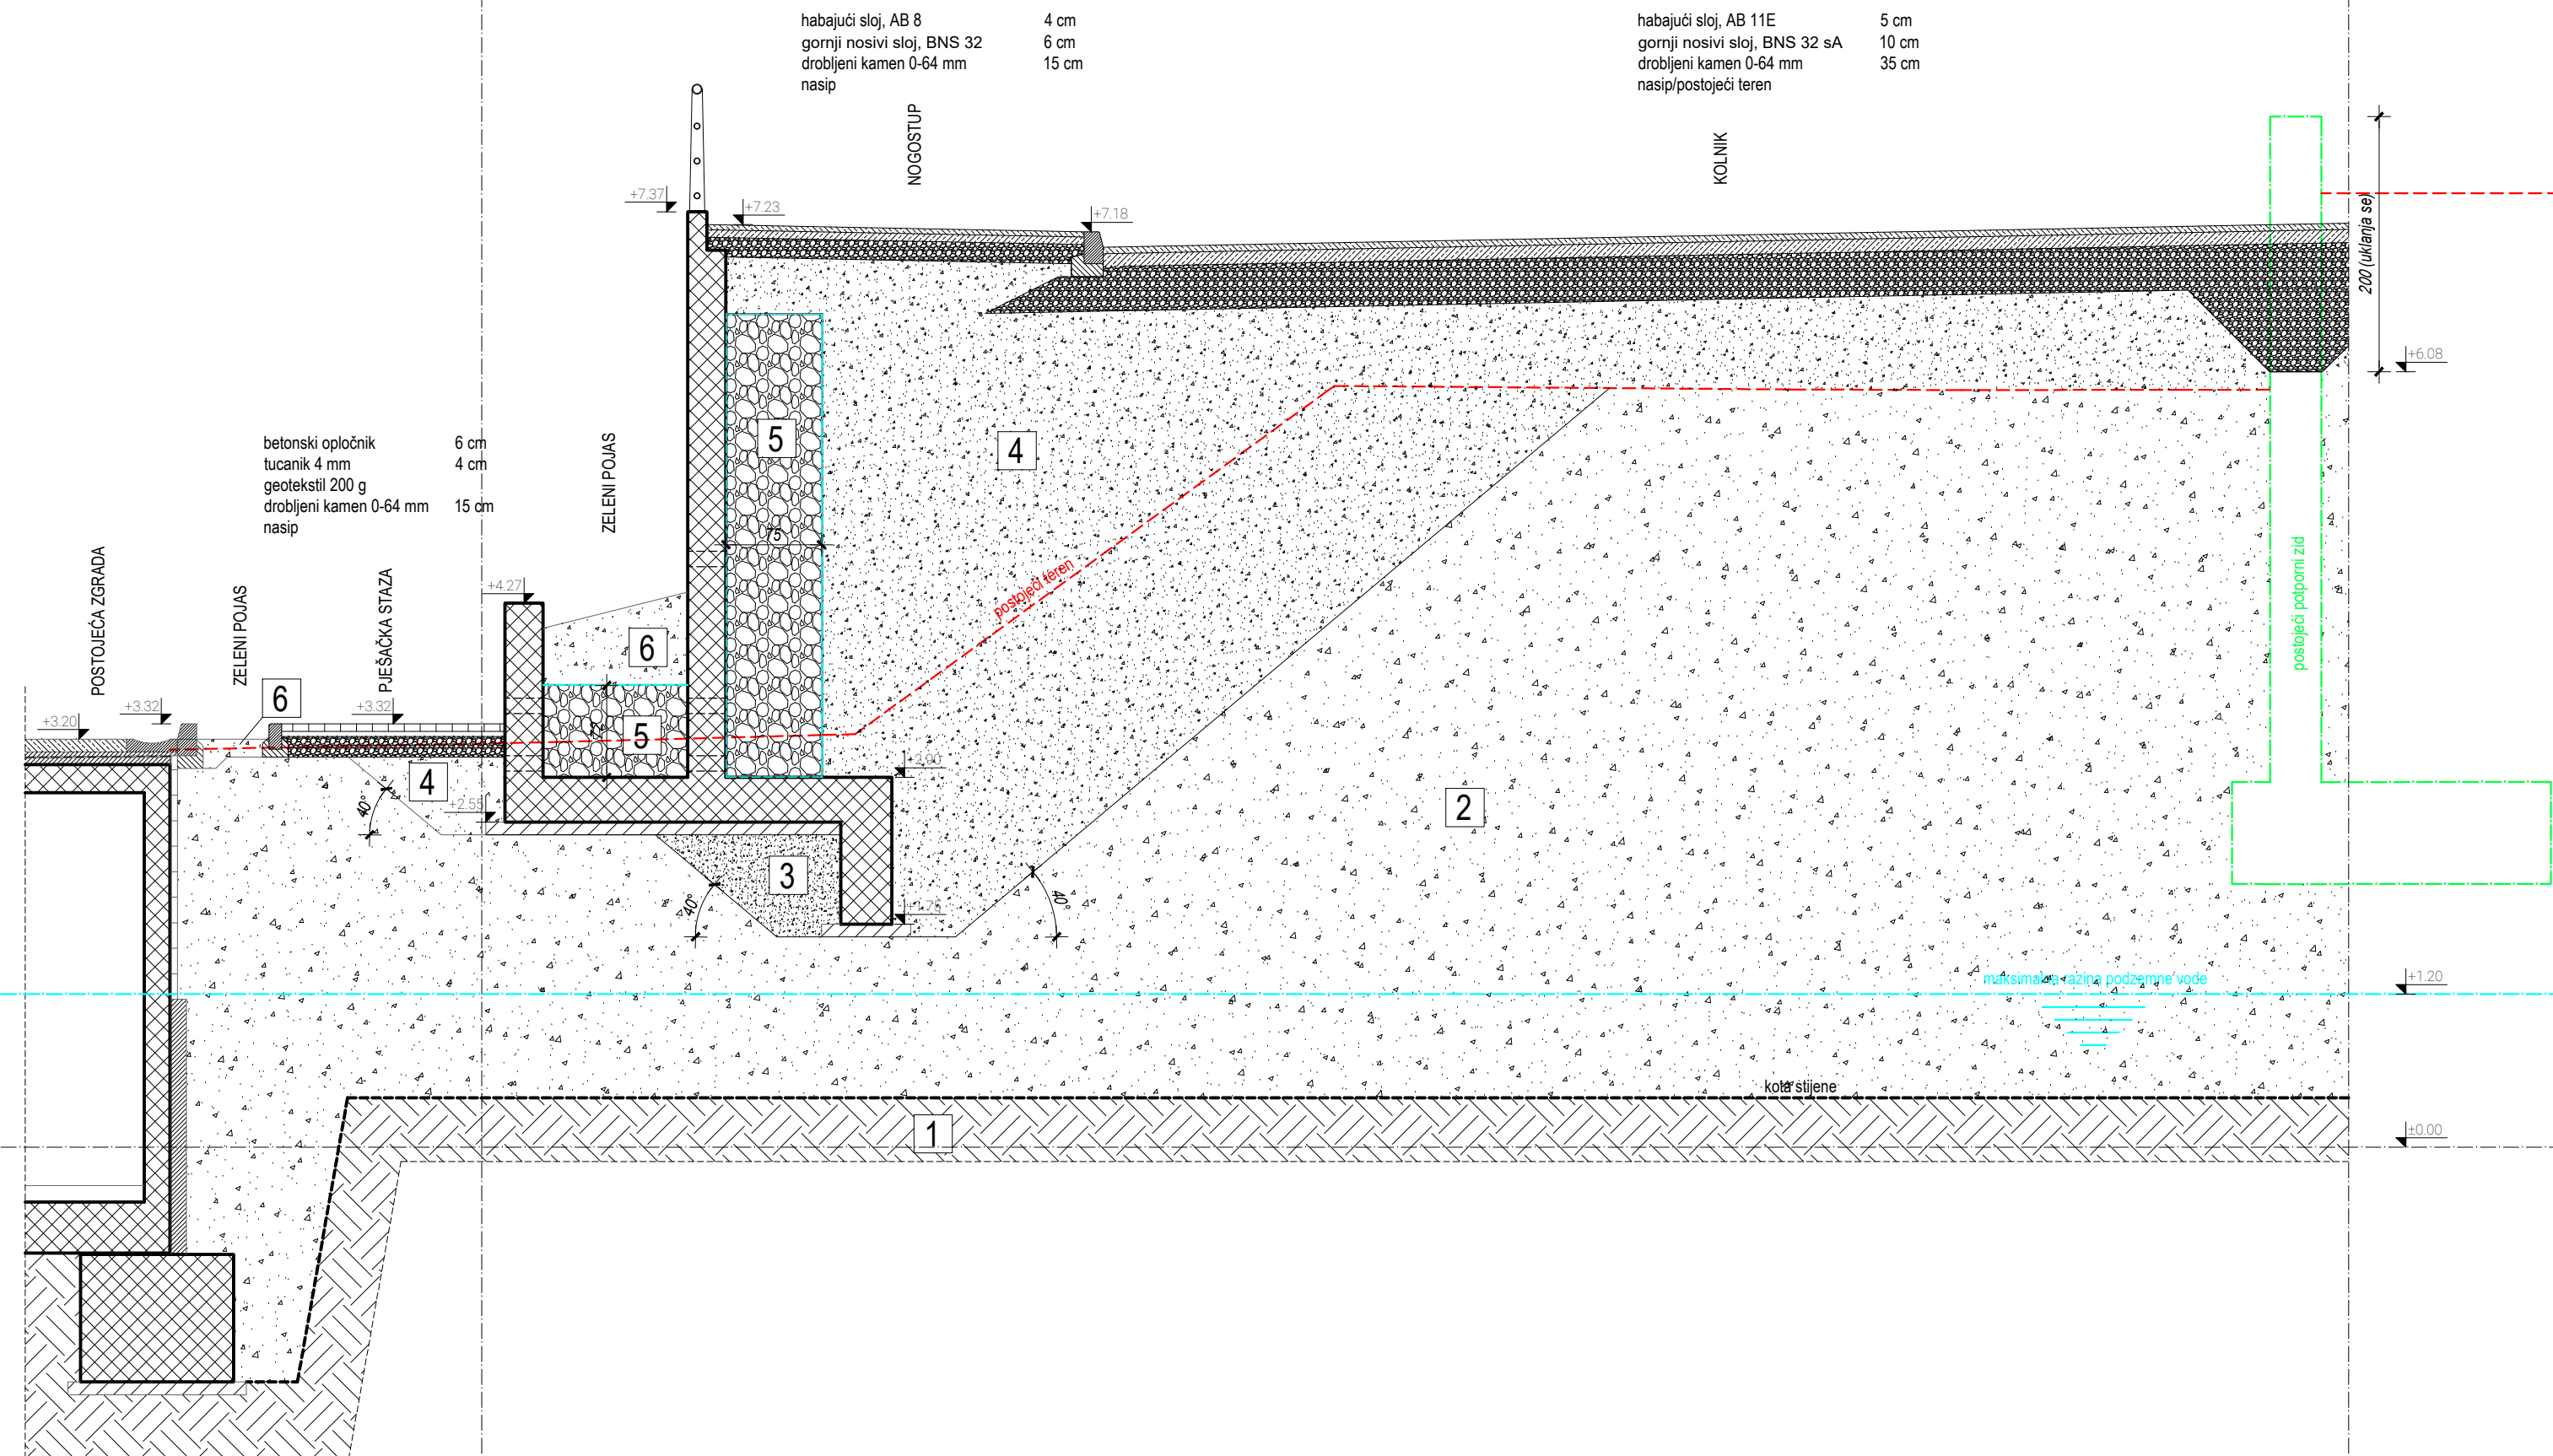 habajući sloj, AB 8 4 cm
gornji nosivi sloj, BNS 32 6 cm
drobljeni kamen 0-64 mm 15 cm
nasip
habajući sloj, AB 11E 5 cm
gornji nosivi sloj, BNS 32 sA 10 cm
drobljeni kamen 0-64 mm 35 cm
nasip/postojeći teren
NOGOSTUP
KOLNIK
+7.37
+7.23
+7.18
200 (uklanja se)
+6.08
betonski opločnik 6 cm
tucanik 4 mm 4 cm
geotekstil 200 g
drobljeni kamen 0-64 mm 15 cm
nasip
ZELENI POJAS
5
4
75
postojeći teren
postojeći potporni zid
POSTOJEĆA ZGRADA
ZELENI POJAS
PJEŠAČKA STAZA
+4.27
6
6
+3.20
+3.32
+3.32
5
72
4
40°
+2.55
+2.90
2
3
40°
+1.75
40°
maksimalna razina podzemne vode
+1.20
kota stijene
1
±0.00